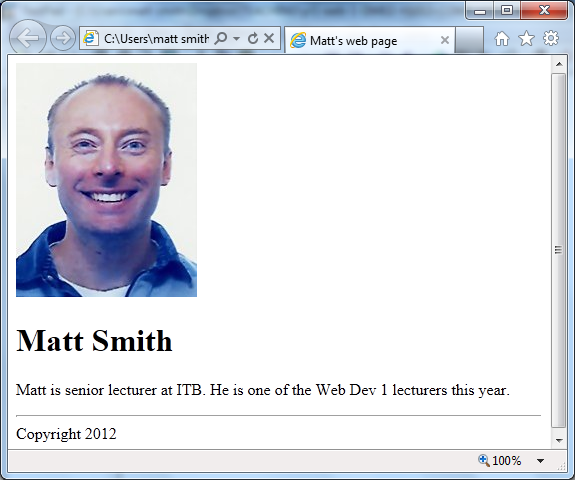 C:\Users\matt smith
Matt's web page
Matt Smith
Matt is senior lecturer at ITB. He is one of the Web Dev 1 lecturers this year.
Copyright 2012
100%